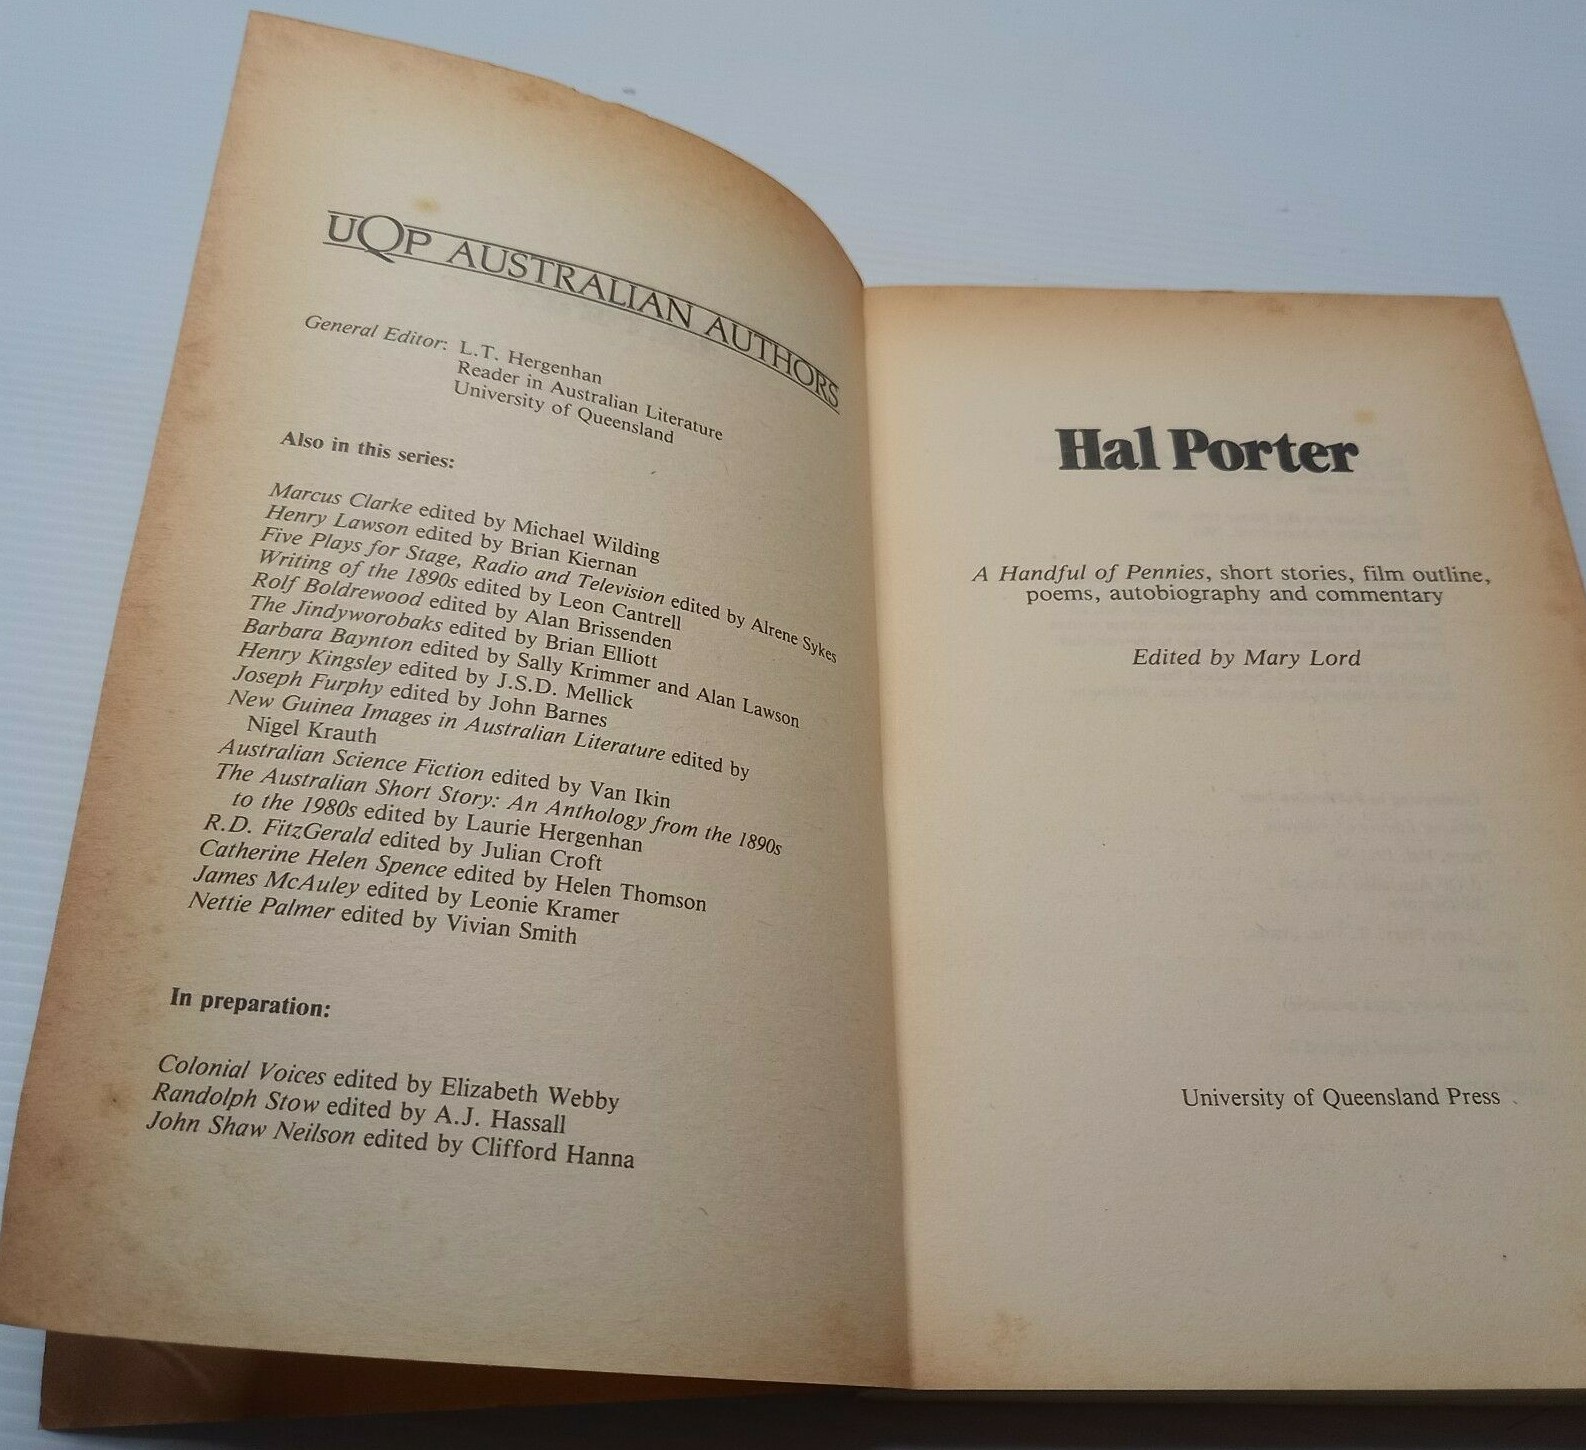 UQP AUSTRALIAN AUTHORS
General Editor: L.T. Hergenhan
Reader in Australian Literature
University of Queensland
Also in this series:
Marcus Clarke edited by Michael Wilding
Henry Lawson edited by Brian Kiernan
Five Plays for Stage, Radio and Television edited by Alrene Sykes
Writing of the 1890s edited by Leon Cantrell
Rolf Boldrewood edited by Alan Brissenden
The Jindyworobaks edited by Brian Elliott
Barbara Baynton edited by Sally Krimmer and Alan Lawson
Henry Kingsley edited by J.S.D. Mellick
Joseph Furphy edited by John Barnes
New Guinea Images in Australian Literature edited by
Nigel Krauth
Australian Science Fiction edited by Van Ikin
The Australian Short Story: An Anthology from the 1890s
to the 1980s edited by Laurie Hergenhan
R.D. FitzGerald edited by Julian Croft
Catherine Helen Spence edited by Helen Thomson
James McAuley edited by Leonie Kramer
Nettie Palmer edited by Vivian Smith
In preparation:
Colonial Voices edited by Elizabeth Webby
Randolph Stow edited by A.J. Hassall
John Shaw Neilson edited by Clifford Hanna
Hal Porter
A Handful of Pennies, short stories, film outline,
poems, autobiography and commentary
Edited by Mary Lord
University of Queensland Press